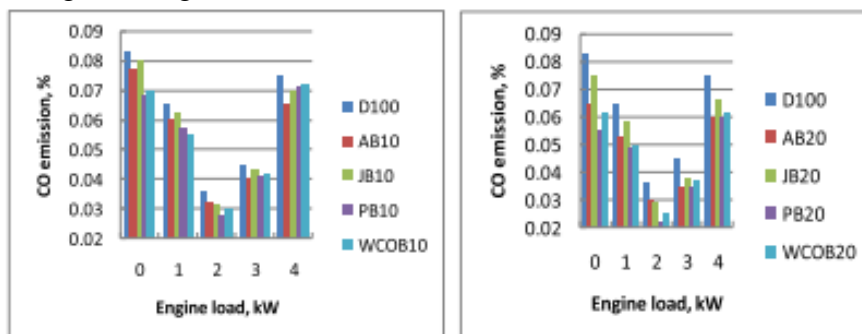 0.09
0.08
0.07
0.06
0.05
0.04
0.03
0.02
CO emission, %
0 1 2 3 4
Engine load, kW
D100
AB10
JB10
PB10
WCOB10
0.09
0.08
0.07
0.06
0.05
0.04
0.03
0.02
CO emission, %
0 1 2 3 4
Engine load, kW
D100
AB20
JB20
PB20
WCOB20